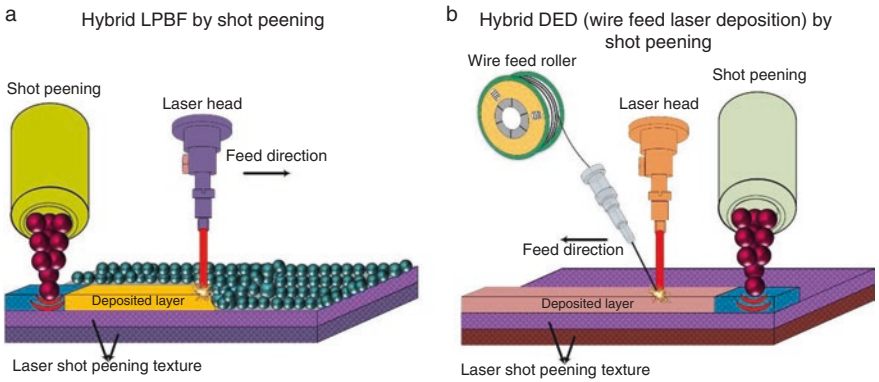 a
Hybrid LPBF by shot peening
Shot peening
Laser head
Feed direction
Deposited layer
Laser shot peening texture
b
Hybrid DED (wire feed laser deposition) by
shot peening
Wire feed roller
Shot peening
Laser head
Feed direction
Deposited layer
Laser shot peening texture